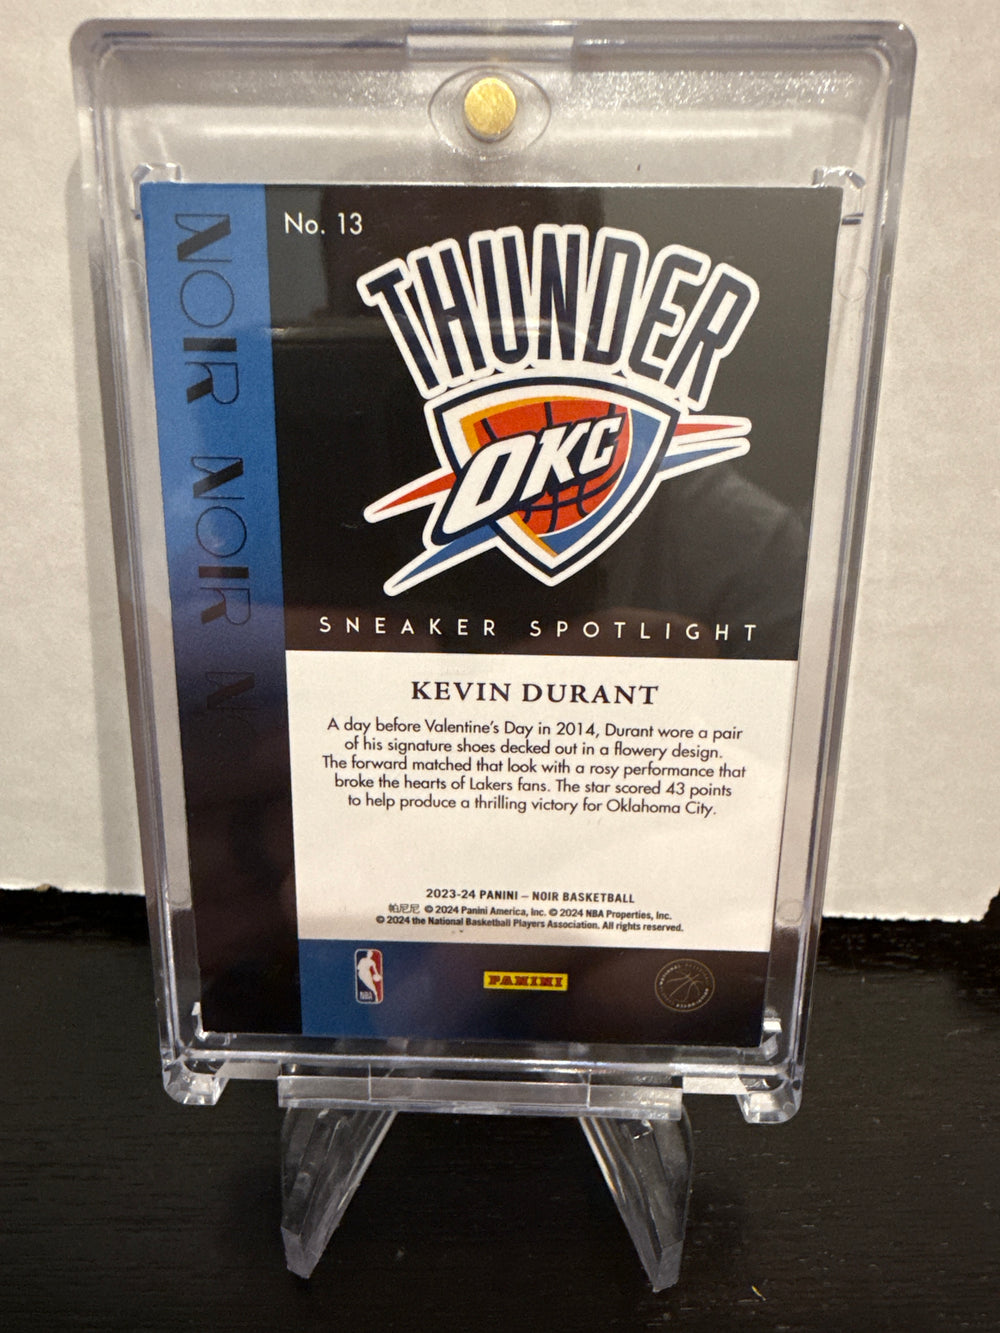 No. 13
NOIR NOIR N
THUNDER
OKC
SNEAKER SPOTLIGHT
KEVIN DURANT
A day before Valentine's Day in 2014, Durant wore a pair
of his signature shoes decked out in a flowery design.
The forward matched that look with a rosy performance that
broke the hearts of Lakers fans. The star scored 43 points
to help produce a thrilling victory for Oklahoma City.
2023-24 PANINI – NOIR BASKETBALL
帕尼尼 © 2024 Panini America, Inc. © 2024 NBA Properties, Inc.
© 2024 the National Basketball Players Association. All rights reserved.
NBA
PANINI